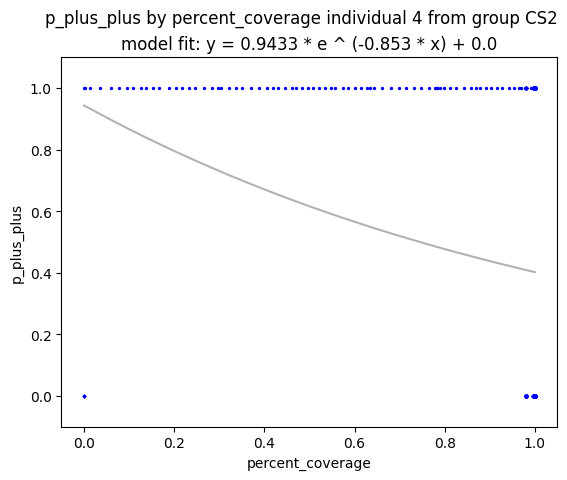 p_plus_plus by percent_coverage individual 4 from group CS2
model fit: y = 0.9433 * e ^ (-0.853 * x) + 0.0
1.0
0.8
0.6
0.4
0.2
0.0
p_plus_plus
0.0 0.2 0.4 0.6 0.8 1.0
percent_coverage